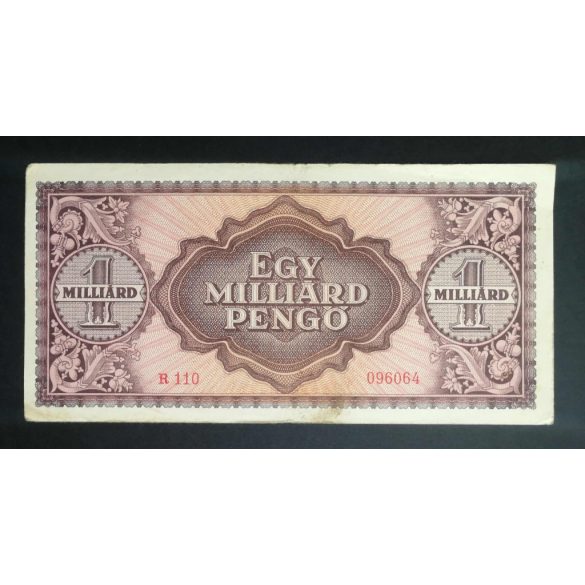 EGY
MILLIÁRD
PENGŐ
1
MILLIÁRD
1
MILLIÁRD
R 110
096064